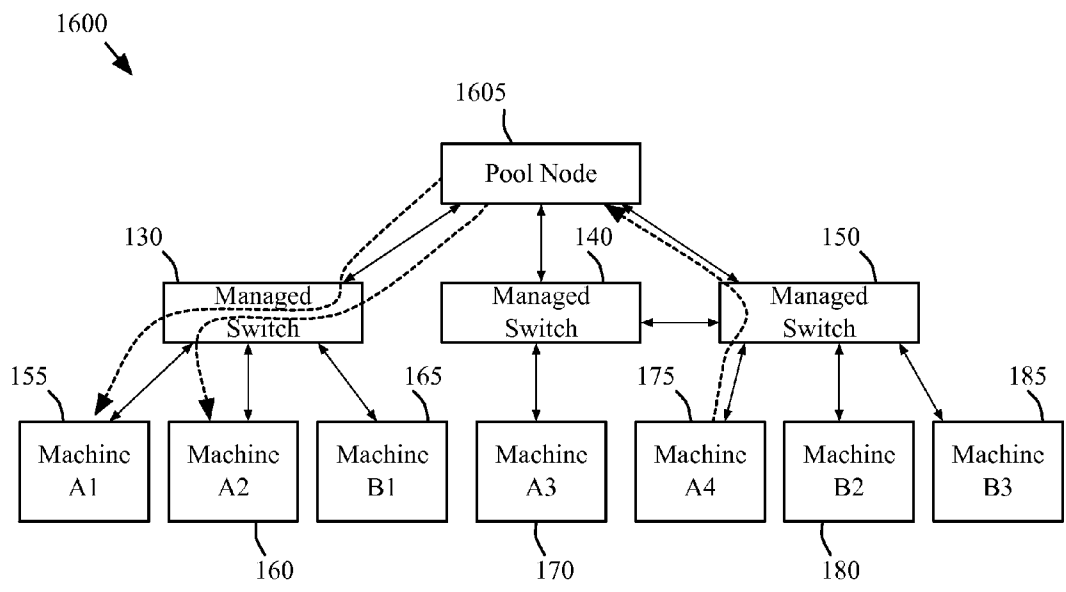 1600
1605
Pool Node
130
140
150
Managed
Switch
Managed
Switch
Managed
Switch
155
165
175
185
Machine
A1
Machine
A2
Machine
B1
Machine
A3
Machine
A4
Machine
B2
Machine
B3
160
170
180